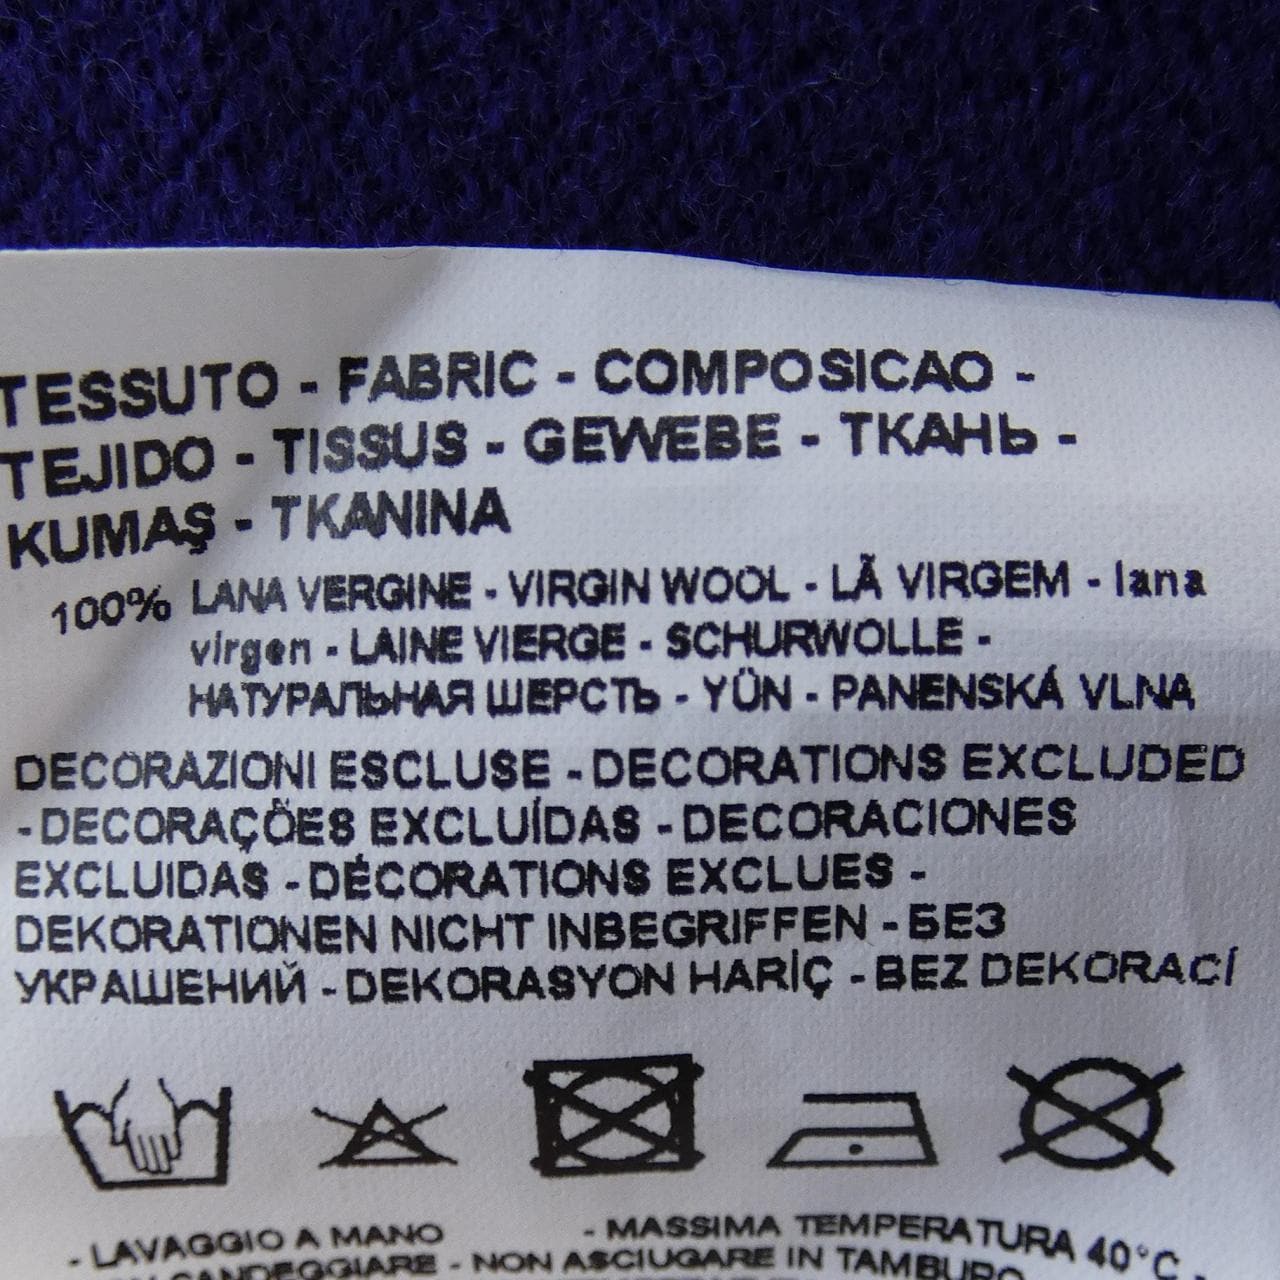 TESSUTO - FABRIC - COMPOSICAO -
TEJIDO - TISSUS - GEWEBE - ТКАНЬ -
KUMAŞ - TKANINA
100% LANA VERGINE - VIRGIN WOOL - LÃ VIRGEM - lana
virgen - LAINE VIERGE - SCHURWOLLE -
НАТУРАЛЬНАЯ ШЕРСТЬ - YÜN - PANENSKÁ VLNA
DECORAZIONI ESCLUSE - DECORATIONS EXCLUDED
- DECORAÇÕES EXCLUÍDAS - DECORACIONES
EXCLUIDAS - DÉCORATIONS EXCLUES -
DEKORATIONEN NICHT INBEGRIFFEN - БЕЗ
УКРАШЕНИЙ - DEKORASYON HARİÇ - BEZ DEKORACÍ
- LAVAGGIO A MANO - MASSIMA TEMPERATURA 40°C -
CANDEGGIARE - NON ASCIUGARE IN TAMBURO